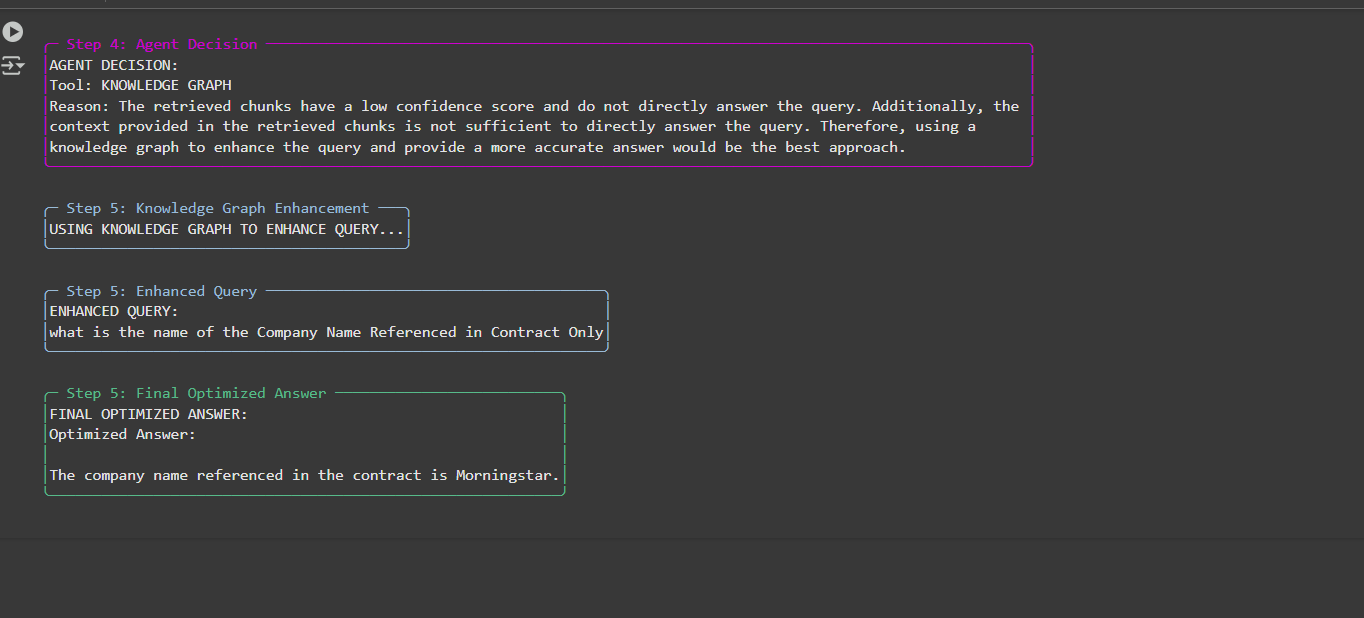 Step 4: Agent Decision
AGENT DECISION:
Tool: KNOWLEDGE GRAPH
Reason: The retrieved chunks have a low confidence score and do not directly answer the query. Additionally, the
context provided in the retrieved chunks is not sufficient to directly answer the query. Therefore, using a
knowledge graph to enhance the query and provide a more accurate answer would be the best approach.
Step 5: Knowledge Graph Enhancement
USING KNOWLEDGE GRAPH TO ENHANCE QUERY...
Step 5: Enhanced Query
ENHANCED QUERY:
what is the name of the Company Name Referenced in Contract Only
Step 5: Final Optimized Answer
FINAL OPTIMIZED ANSWER:
Optimized Answer:
The company name referenced in the contract is Morningstar.